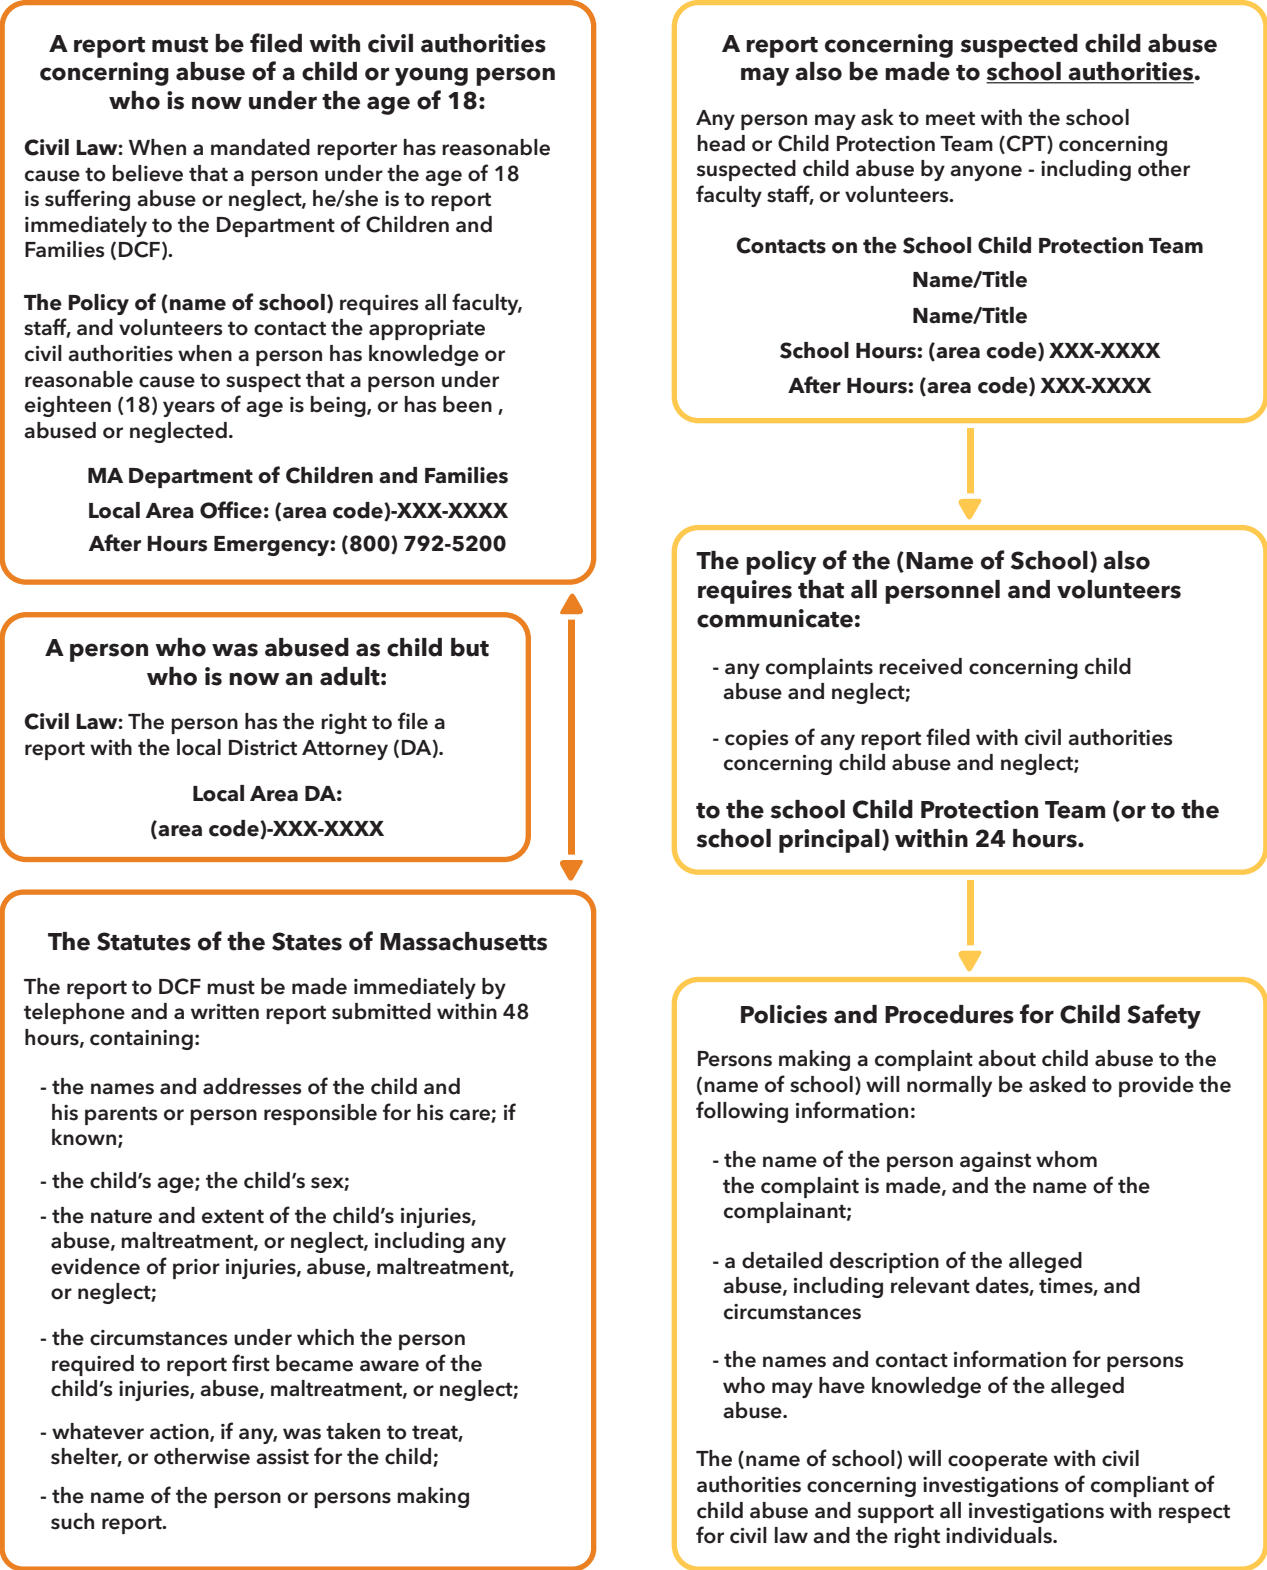 A report must be filed with civil authorities
concerning abuse of a child or young person
who is now under the age of 18:
Civil Law: When a mandated reporter has reasonable
cause to believe that a person under the age of 18
is suffering abuse or neglect, he/she is to report
immediately to the Department of Children and
Families (DCF).
The Policy of (name of school) requires all faculty,
staff, and volunteers to contact the appropriate
civil authorities when a person has knowledge or
reasonable cause to suspect that a person under
eighteen (18) years of age is being, or has been ,
abused or neglected.
MA Department of Children and Families
Local Area Office: (area code)-XXX-XXXX
After Hours Emergency: (800) 792-5200
A person who was abused as child but
who is now an adult:
Civil Law: The person has the right to file a
report with the local District Attorney (DA).
Local Area DA:
(area code)-XXX-XXXX
The Statutes of the States of Massachusetts
The report to DCF must be made immediately by
telephone and a written report submitted within 48
hours, containing:
- the names and addresses of the child and
his parents or person responsible for his care; if
known;
- the child's age; the child's sex;
- the nature and extent of the child's injuries,
abuse, maltreatment, or neglect, including any
evidence of prior injuries, abuse, maltreatment,
or neglect;
- the circumstances under which the person
required to report first became aware of the
child's injuries, abuse, maltreatment, or neglect;
- whatever action, if any, was taken to treat,
shelter, or otherwise assist for the child;
- the name of the person or persons making
such report.
A report concerning suspected child abuse
may also be made to school authorities.
Any person may ask to meet with the school
head or Child Protection Team (CPT) concerning
suspected child abuse by anyone - including other
faculty staff, or volunteers.
Contacts on the School Child Protection Team
Name/Title
Name/Title
School Hours: (area code) XXX-XXXX
After Hours: (area code) XXX-XXXX
The policy of the (Name of School) also
requires that all personnel and volunteers
communicate:
- any complaints received concerning child
abuse and neglect;
- copies of any report filed with civil authorities
concerning child abuse and neglect;
to the school Child Protection Team (or to the
school principal) within 24 hours.
Policies and Procedures for Child Safety
Persons making a complaint about child abuse to the
(name of school) will normally be asked to provide the
following information:
- the name of the person against whom
the complaint is made, and the name of the
complainant;
- a detailed description of the alleged
abuse, including relevant dates, times, and
circumstances
- the names and contact information for persons
who may have knowledge of the alleged
abuse.
The (name of school) will cooperate with civil
authorities concerning investigations of compliant of
child abuse and support all investigations with respect
for civil law and the right individuals.